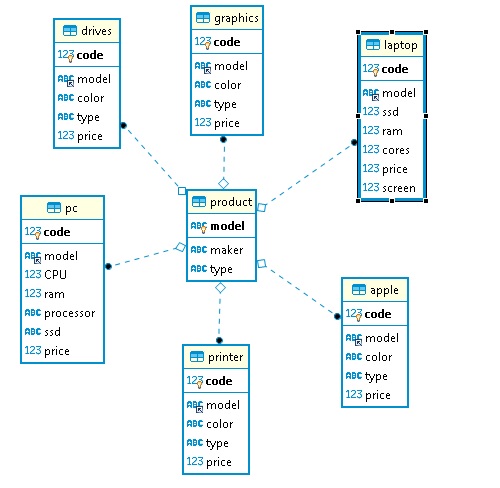 drives
123 code
ABC model
ABC color
ABC type
123 price
graphics
123 code
ABC model
ABC color
ABC type
123 price
laptop
123 code
ABC model
123 ssd
123 ram
123 cores
123 price
123 screen
pc
123 code
ABC model
123 CPU
123 ram
ABC processor
ABC ssd
123 price
product
ABC model
ABC maker
ABC type
apple
123 code
ABC model
123 color
ABC type
123 price
printer
123 code
ABC model
ABC color
ABC type
123 price